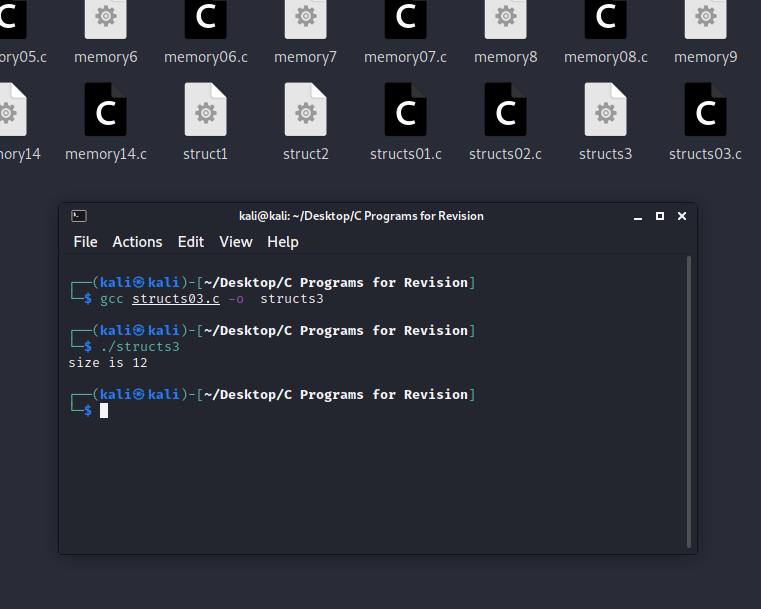 ory05.c memory6 memory06.c memory7 memory07.c memory8 memory08.c memory9
C C C C
ory14 memory14.c struct1 struct2 structs01.c structs02.c structs3 structs03.c
kali@kali: ~/Desktop/C Programs for Revision
File Actions Edit View Help
┌──(kali㉿kali)-[~/Desktop/C Programs for Revision]
└─$ gcc structs03.c -o  structs3
┌──(kali㉿kali)-[~/Desktop/C Programs for Revision]
└─$ ./structs3
size is 12
┌──(kali㉿kali)-[~/Desktop/C Programs for Revision]
└─$